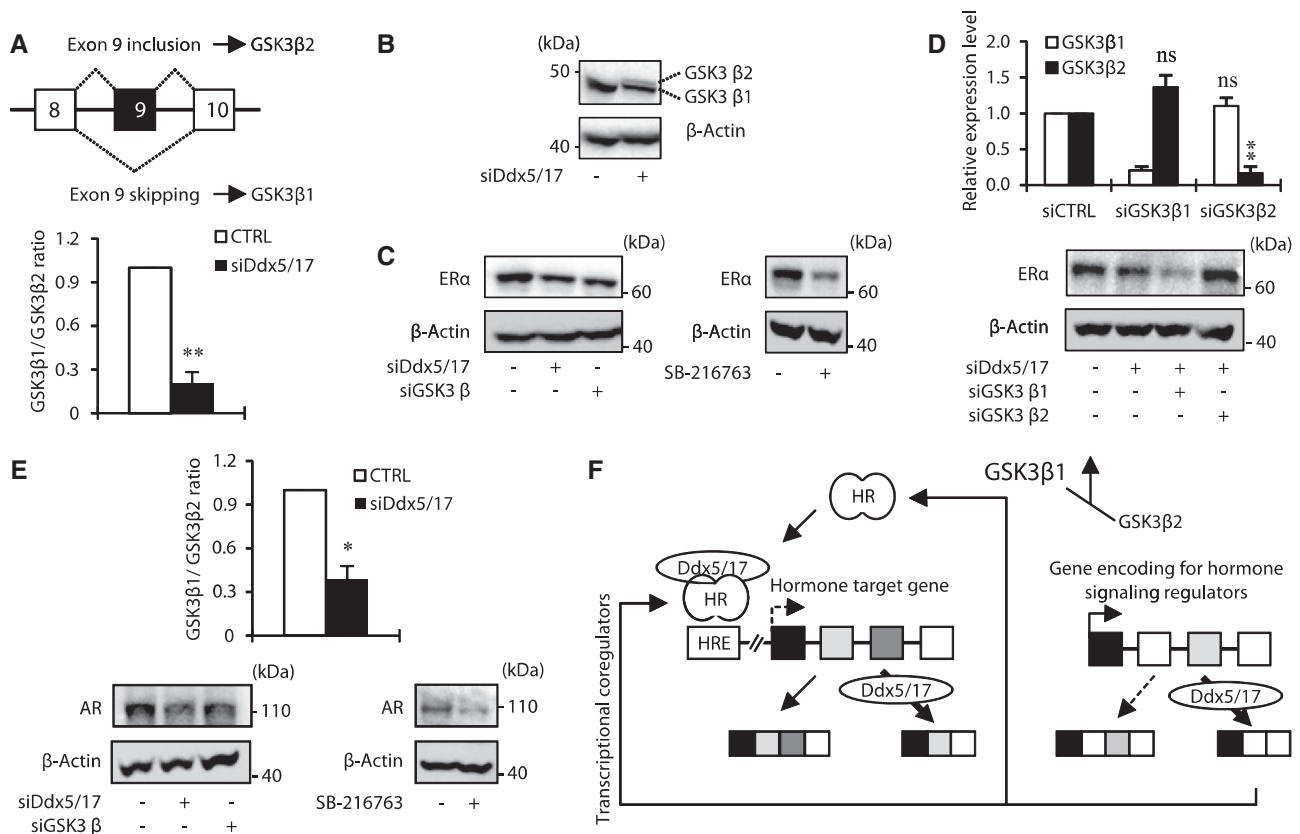 A
Exon 9 inclusion GSK3β2
8 9 10
Exon 9 skipping GSK3β1
GSK3β1/ G SK3β2 ratio
1.2
0.9
0.6
0.3
0
CTRL
siDdx5/17
**
B
(kDa)
50
40
GSK3 β2
GSK3 β1
β-Actin
siDdx5/17 - +
C
(kDa)
ERα
60
β-Actin
40
siDdx5/17 - + -
siGSK3 β - - +
(kDa)
ERα
60
β-Actin
40
SB-216763 - +
D
Relative expression level
2.0
1.5
1.0
0.5
0.0
GSK3β1
GSK3β2
ns
ns
**
siCTRL siGSK3β1 siGSK3β2
(kDa)
ERα
60
β-Actin
40
siDdx5/17 - + + +
siGSK3 β1 - - + -
siGSK3 β2 - - - +
E
GSK3β1/ GSK3β2 ratio
1.2
0.9
0.6
0.3
0
CTRL
siDdx5/17
*
(kDa)
AR
110
β-Actin
40
siDdx5/17 - + -
siGSK3 β - - +
(kDa)
AR
110
β-Actin
40
SB-216763 - +
F
HR
GSK3β1
GSK3β2
Ddx5/17
HR
Hormone target gene
HRE
Ddx5/17
Transcriptional coregulators
Gene encoding for hormone
signaling regulators
Ddx5/17